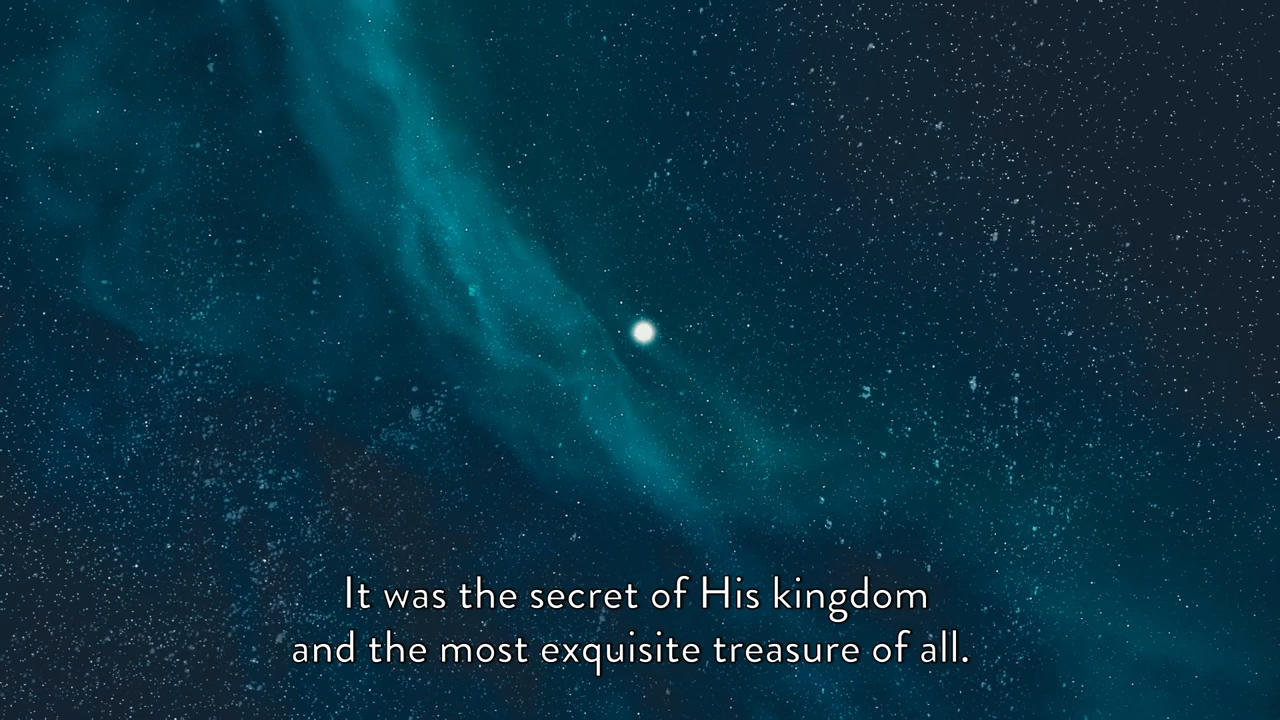 It was the secret of His kingdom
and the most exquisite treasure of all.